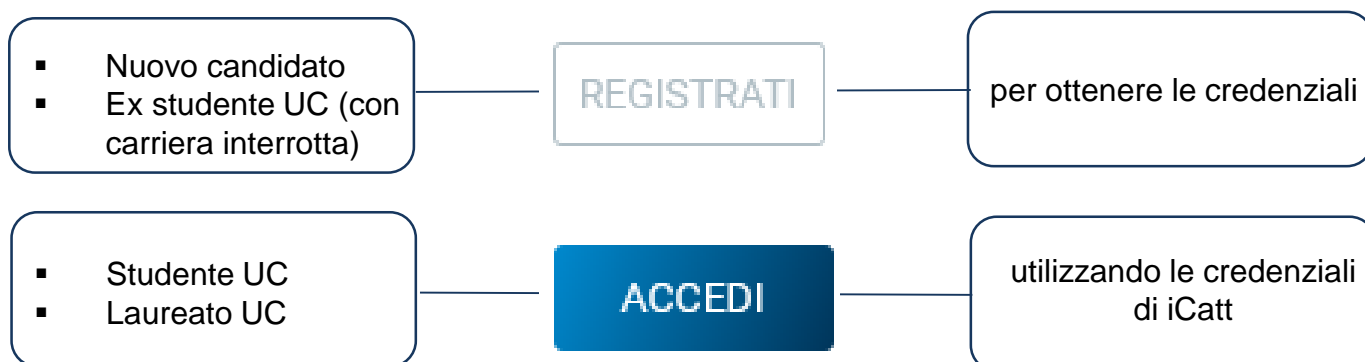 ▪ Nuovo candidato
▪ Ex studente UC (con
carriera interrotta)
REGISTRATI
per ottenere le credenziali
▪ Studente UC
▪ Laureato UC
ACCEDI
utilizzando le credenziali
di iCatt